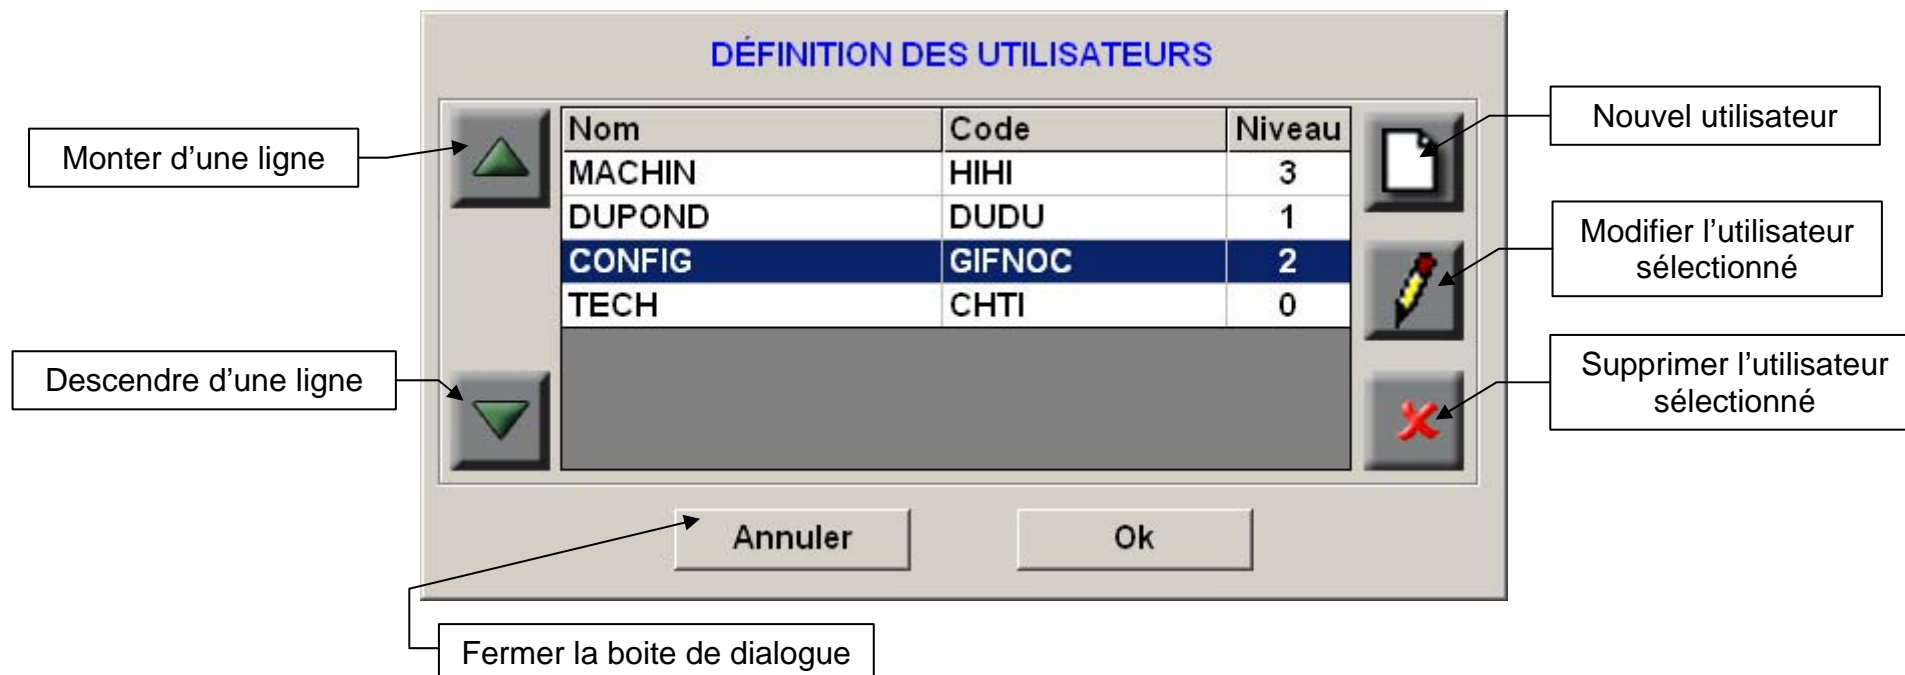 DÉFINITION DES UTILISATEURS
Nom Code Niveau
MACHIN HIHI 3
DUPOND DUDU 1
CONFIG GIFNOC 2
TECH CHTI 0
Monter d’une ligne
Descendre d’une ligne
Nouvel utilisateur
Modifier l’utilisateur
sélectionné
Supprimer l’utilisateur
sélectionné
Annuler Ok
Fermer la boite de dialogue